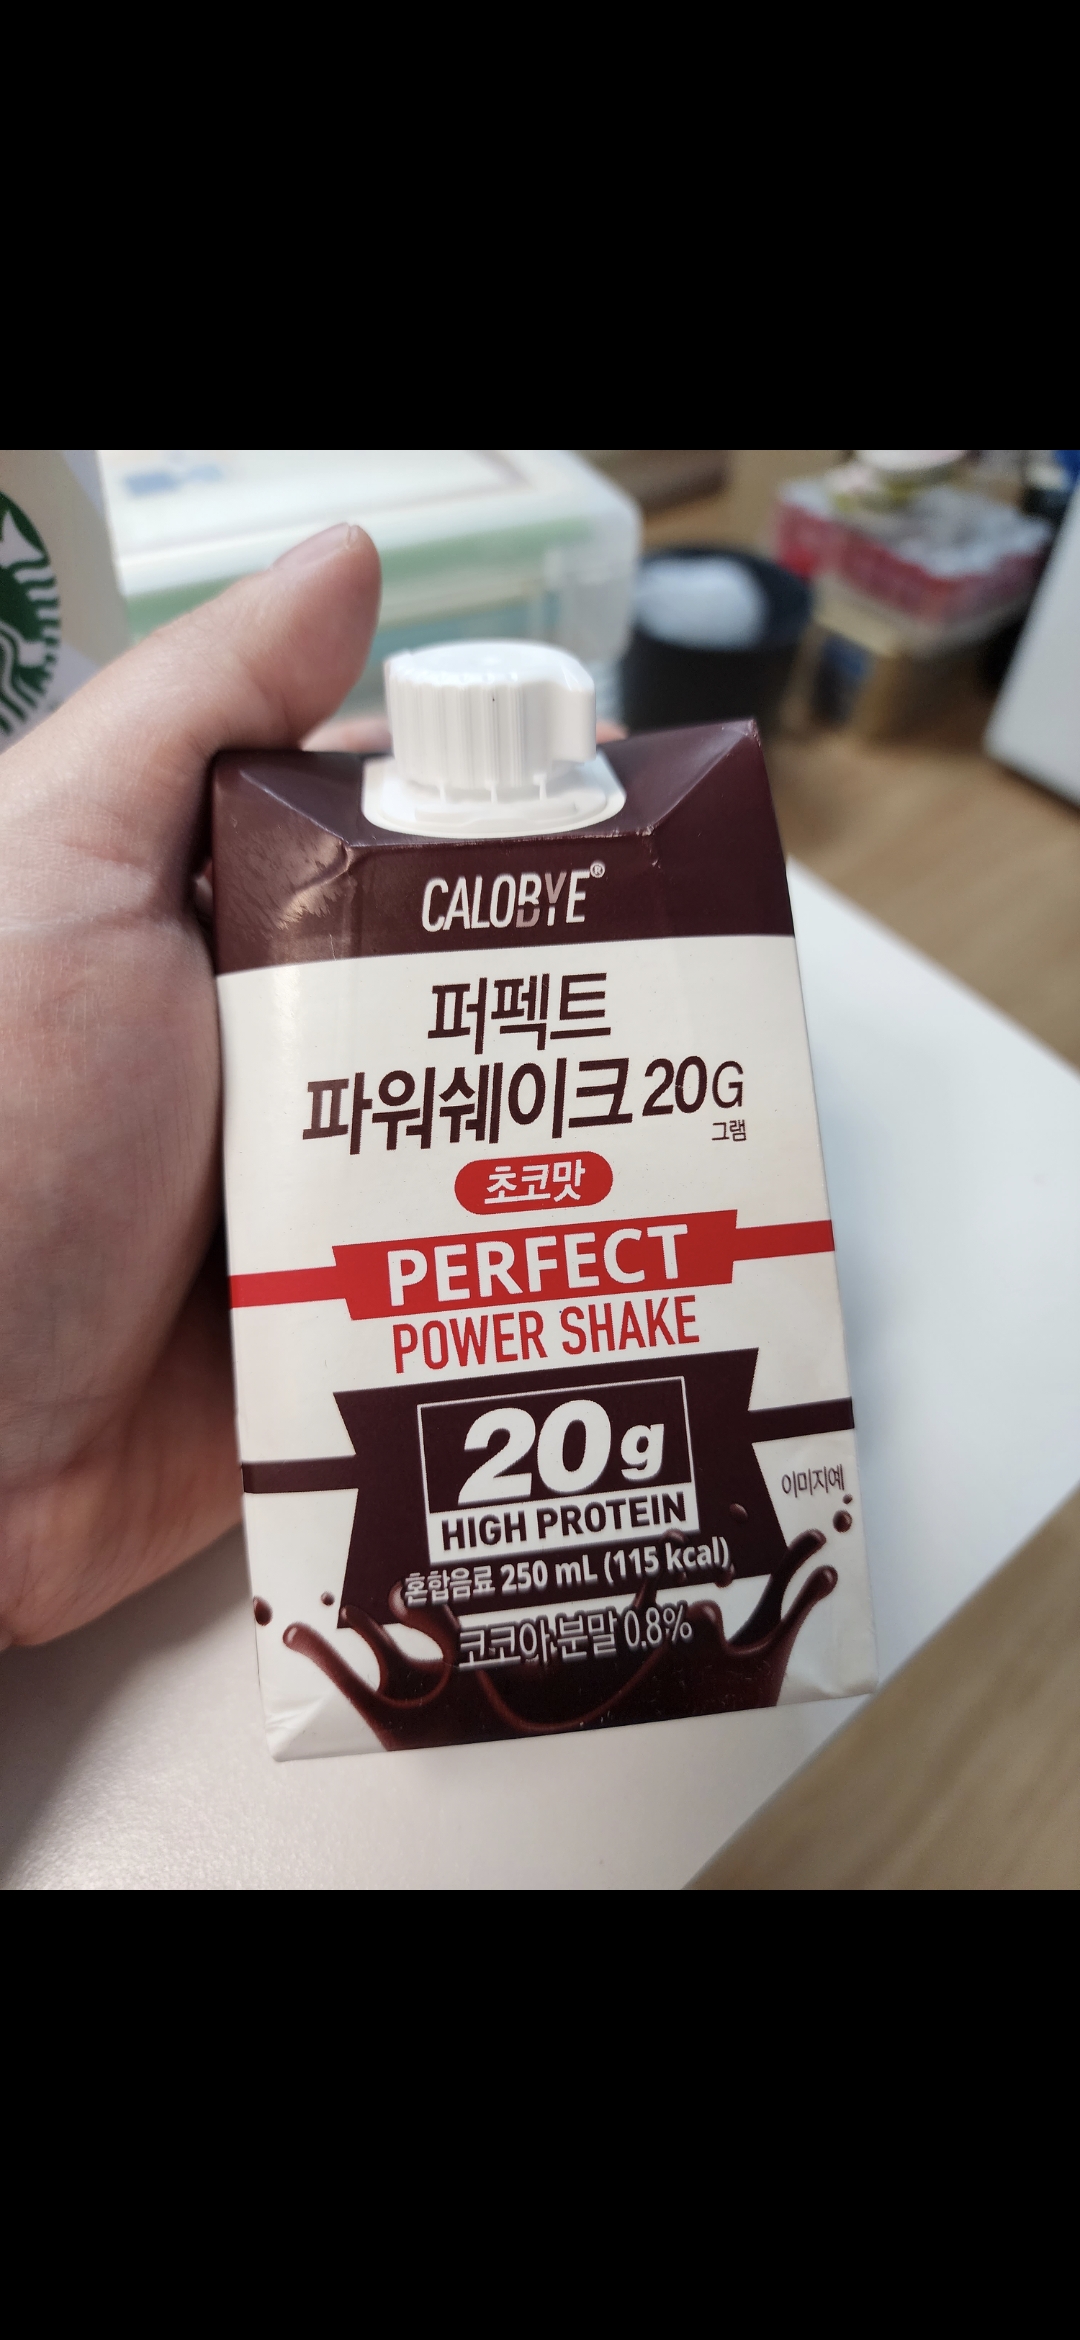 CALOBYE®
퍼펙트
파워쉐이크 20G
그램
초코맛
PERFECT
POWER SHAKE
20g
HIGH PROTEIN
이미지예
혼합음료 250 mL (115 kcal)
코코아분말 0.8%